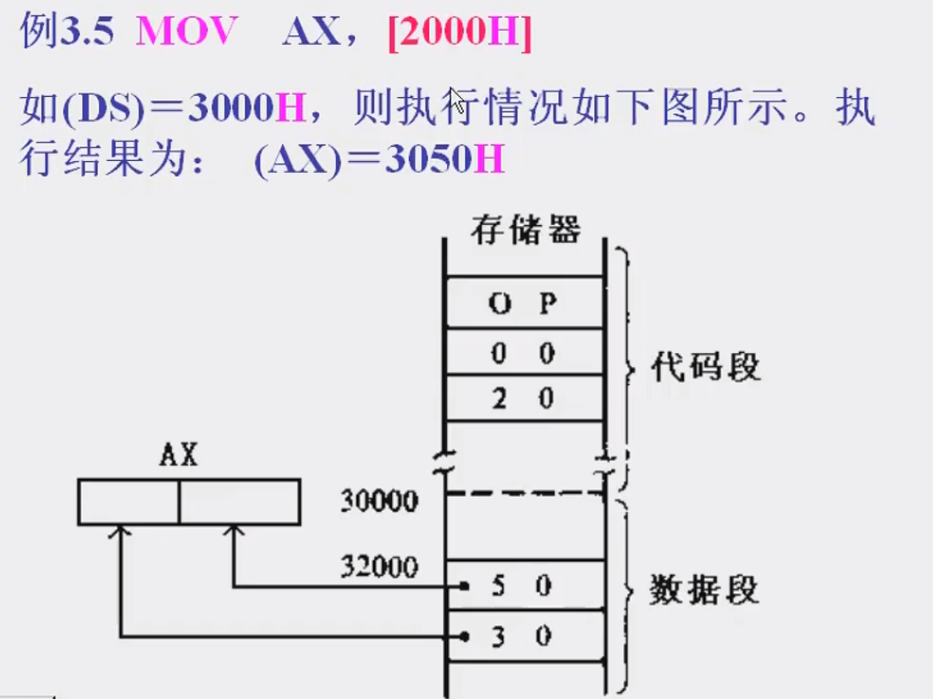 例3.5 MOV AX，[2000H]
如(DS)＝3000H，则执行情况如下图所示。执
行结果为： (AX)＝3050H
存储器
O P
0 0
代码段
2 0
AX
30000
32000
5 0
数据段
3 0